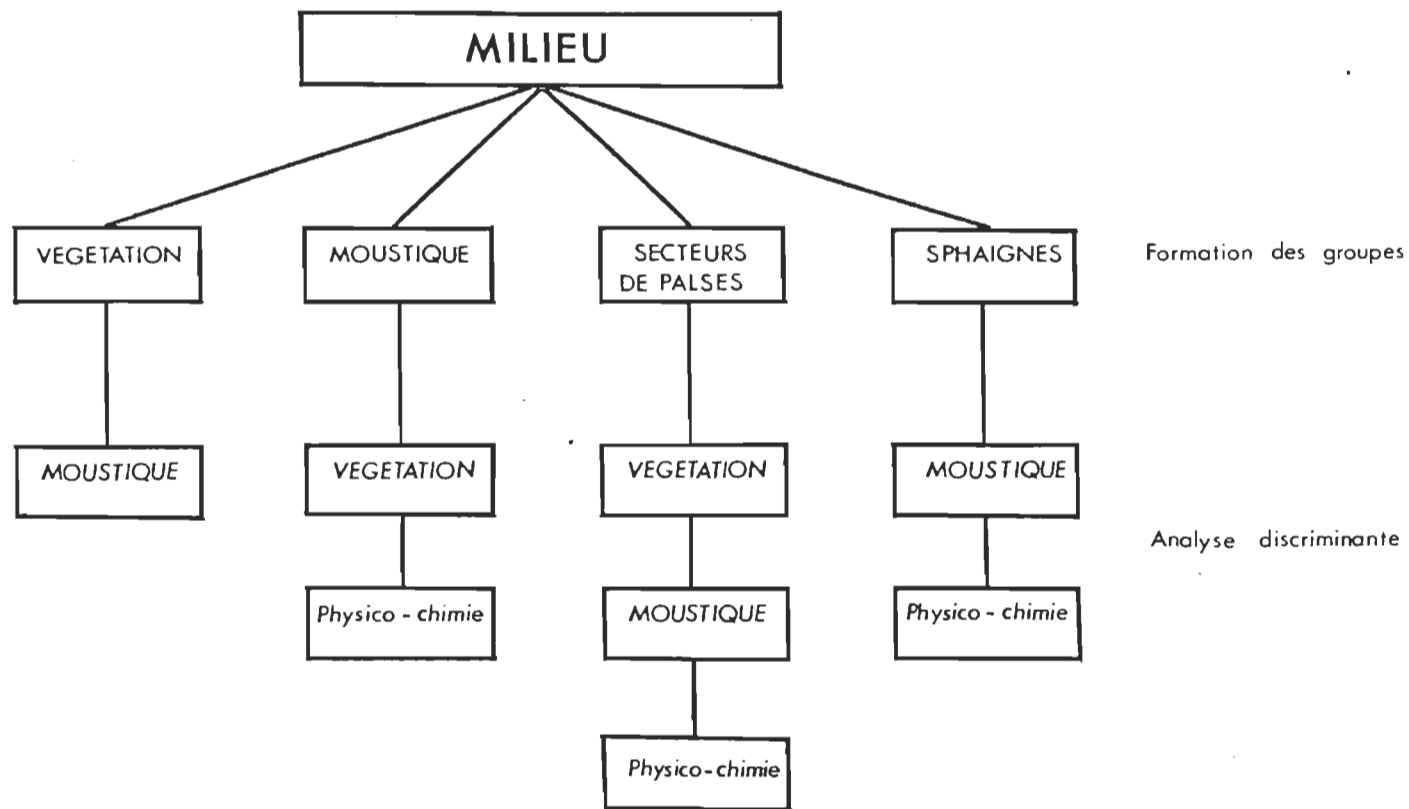 MILIEU
VEGETATION
MOUSTIQUE
SECTEURS
DE PALSES
SPHAIGNES
Formation des groupes
MOUSTIQUE
VEGETATION
VEGETATION
MOUSTIQUE
Analyse discriminante
Physico - chimie
MOUSTIQUE
Physico - chimie
Physico - chimie